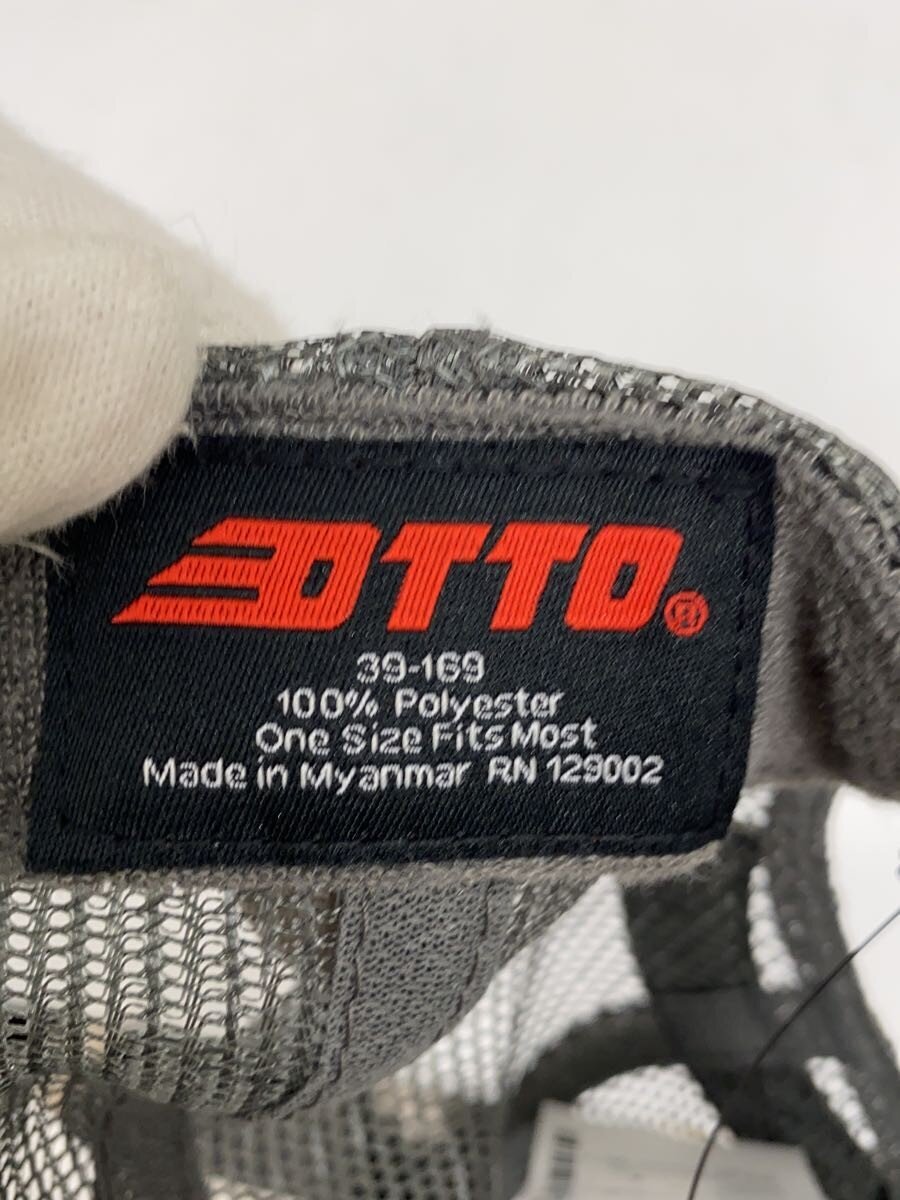 OTTO®
39-169
100% Polyester
One Size Fits Most
Made in Myanmar RN 129002